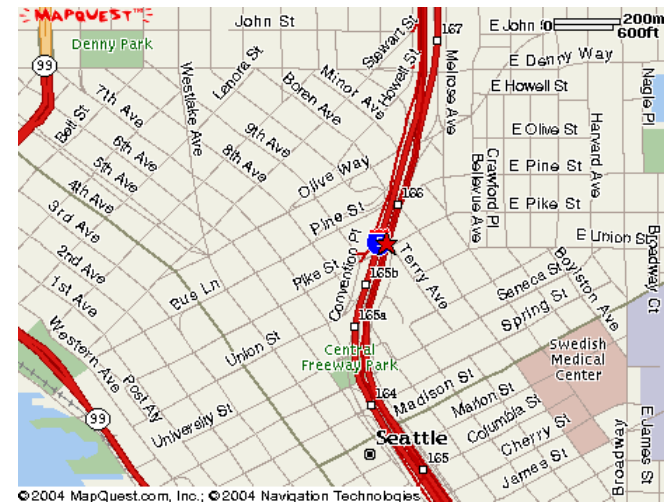 MAPQUEST™
John St
Stewart St
167
E John S
200m
600ft
Denny Park
99
Lenora St
Howell St
Melrose Ave
E Denny Way
Minor Ave
Boren Ave
E Howell St
Nagle Pl
7th Ave
Westlake Ave
Bell St
6th Ave
9th Ave
8th Ave
E Olive St
Harvard Ave
5th Ave
Olive Way
E Pine St
4th Ave
Crawford Pl
Bellevue Ave
3rd Ave
Pine St
166
E Pike St
2nd Ave
Convention Pl
Terry Ave
E Union St
Broadway Ct
1st Ave
Pike St
165b
Boylston Ave
Bus Ln
Seneca St
Spring St
165a
Western Ave
Union St
Central
Freeway Park
Swedish
Medical
Center
Post Aly
Madison St
164
Marion St
99
University St
Columbia St
E James St
Seattle
Cherry St
Broadway
165
James St
©2004 MapQuest.com, Inc.; ©2004 Navigation Technologies